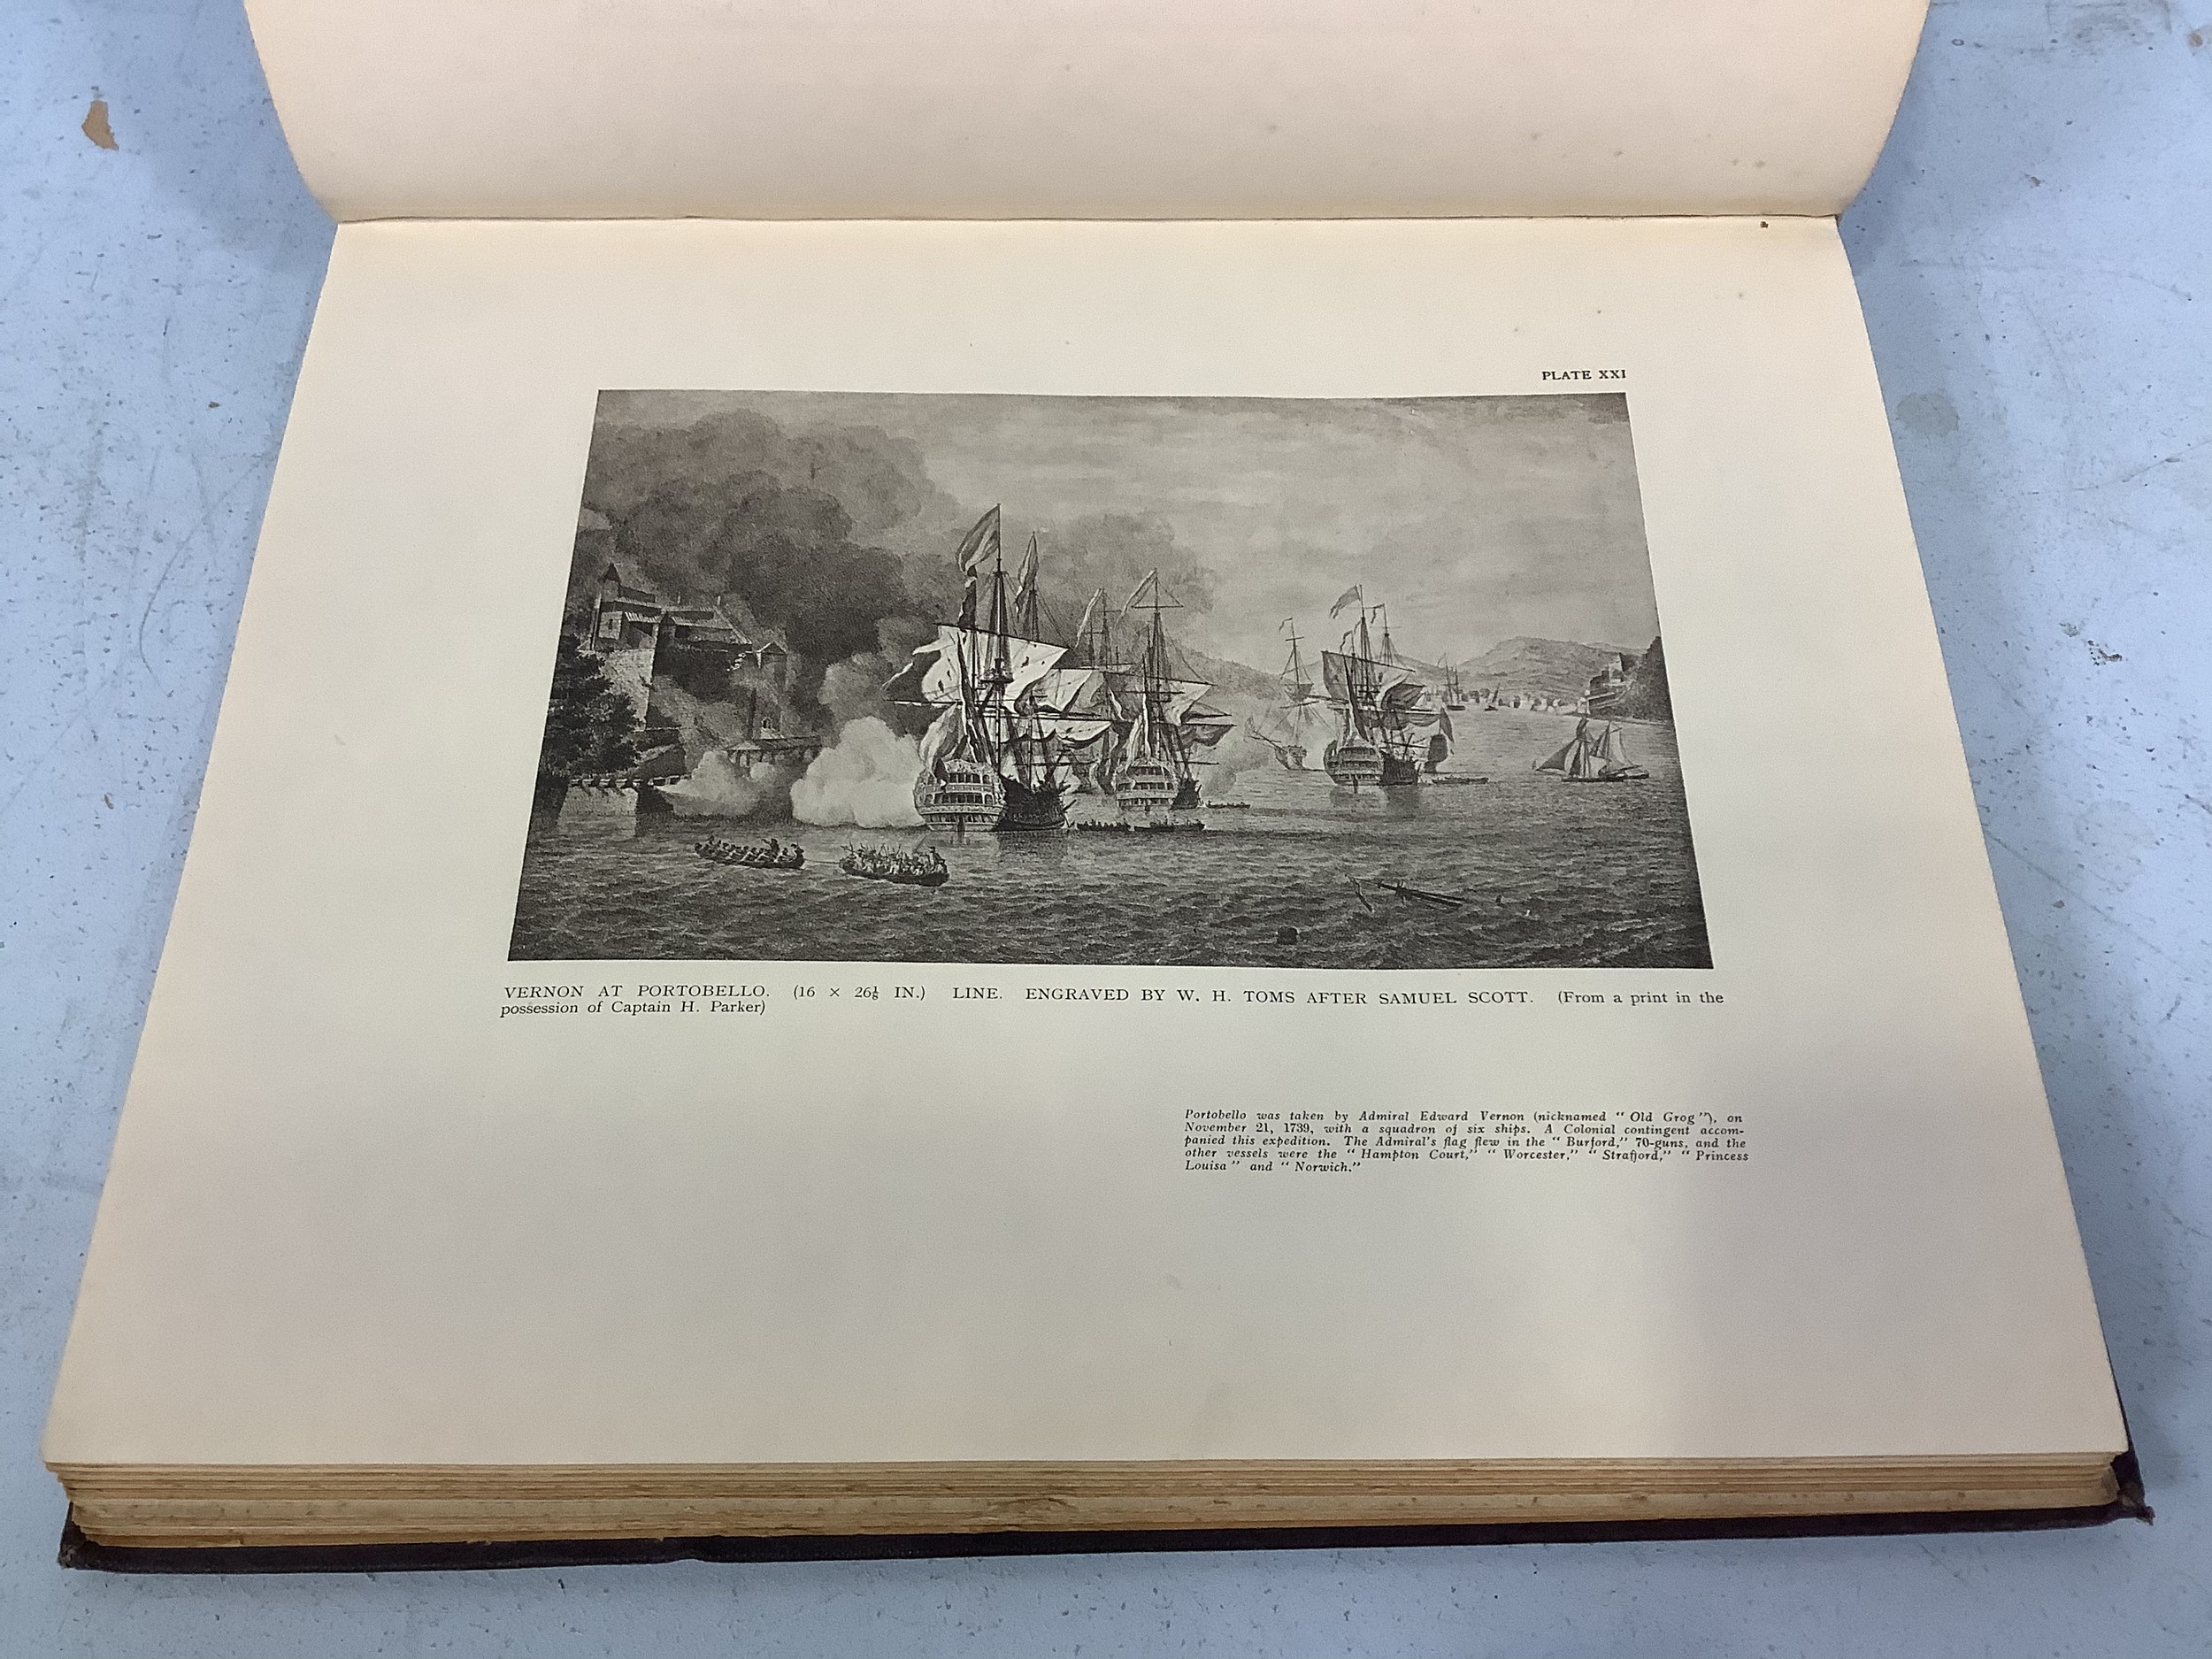 PLATE XXI
VERNON AT PORTOBELLO. (16 × 26⅛ IN.) LINE. ENGRAVED BY W. H. TOMS AFTER SAMUEL SCOTT. (From a print in the
possession of Captain H. Parker)
Portobello was taken by Admiral Edward Vernon (nicknamed “Old Grog”), on
November 21, 1739, with a squadron of six ships. A Colonial contingent accom-
panied this expedition. The Admiral's flag flew in the “Burford,” 70-guns, and the
other vessels were the “Hampton Court,” “Worcester,” “Strafford,” “Princess
Louisa” and “Norwich.”